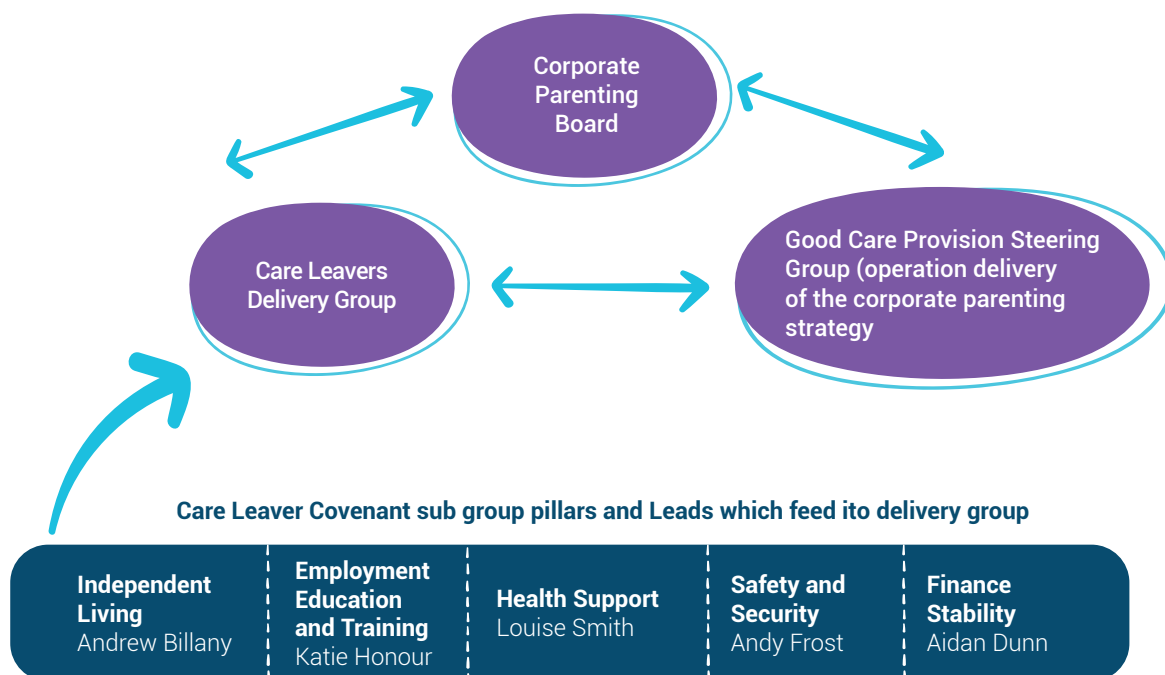 Corporate
Parenting
Board
Care Leavers
Delivery Group
Good Care Provision Steering
Group (operation delivery
of the corporate parenting
strategy
Care Leaver Covenant sub group pillars and Leads which feed ito delivery group
Independent
Living
Andrew Billany
Employment
Education
and Training
Katie Honour
Health Support
Louise Smith
Safety and
Security
Andy Frost
Finance
Stability
Aidan Dunn